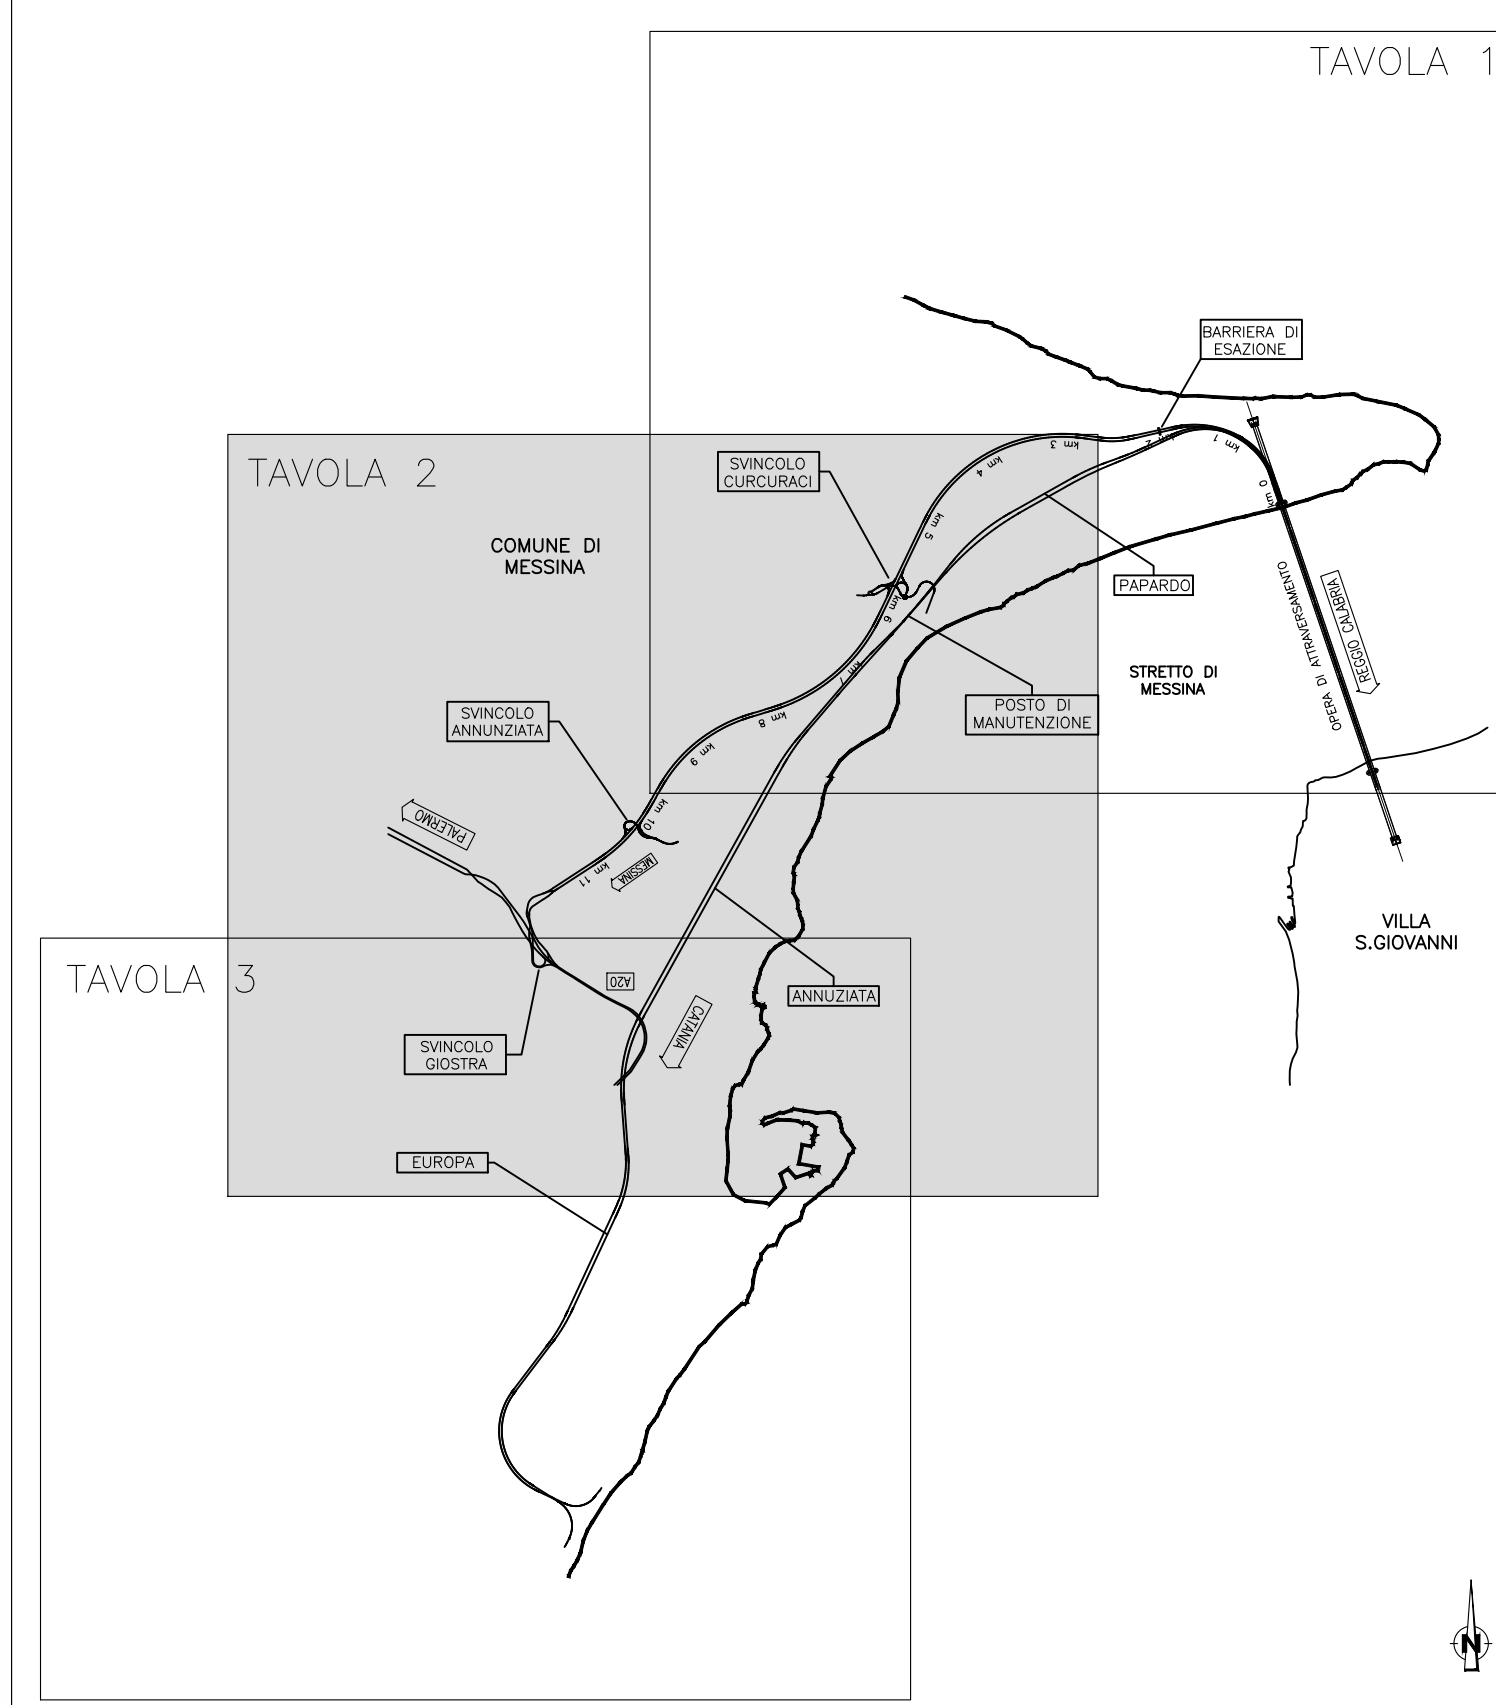 TAVOLA 1
BARRIERA DI
ESAZIONE
TAVOLA 2
SVINCOLO
CURCURACI
COMUNE DI
MESSINA
km 0
km 1
km 2
km 3
km 4
km 5
km 6
km 7
km 8
km 9
km 10
km 11
PAPARDO
OPERA DI ATTRAVERSAMENTO
REGGIO CALABRIA
STRETTO DI
MESSINA
POSTO DI
MANUTENZIONE
SVINCOLO
ANNUNZIATA
PALERMO
MESSINA
VILLA
S.GIOVANNI
TAVOLA 3
A20
ANNUZIATA
CATANIA
SVINCOLO
GIOSTRA
EUROPA
N